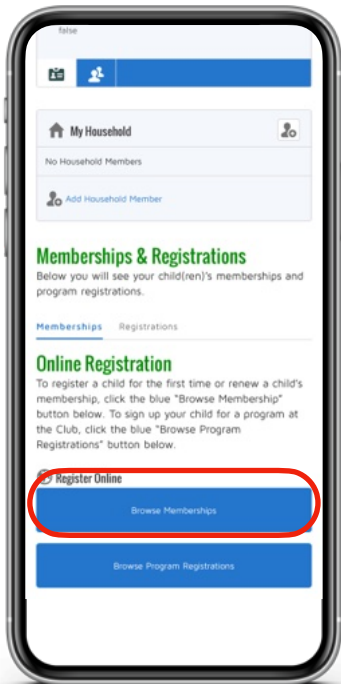 false
My Household
No Household Members
Add Household Member
Memberships & Registrations
Below you will see your child(ren)'s memberships and
program registrations.
Memberships Registrations
Online Registration
To register a child for the first time or renew a child's
membership, click the blue "Browse Membership"
button below. To sign up your child for a program at
the Club, click the blue "Browse Program
Registrations" button below.
Register Online
Browse Memberships
Browse Program Registrations